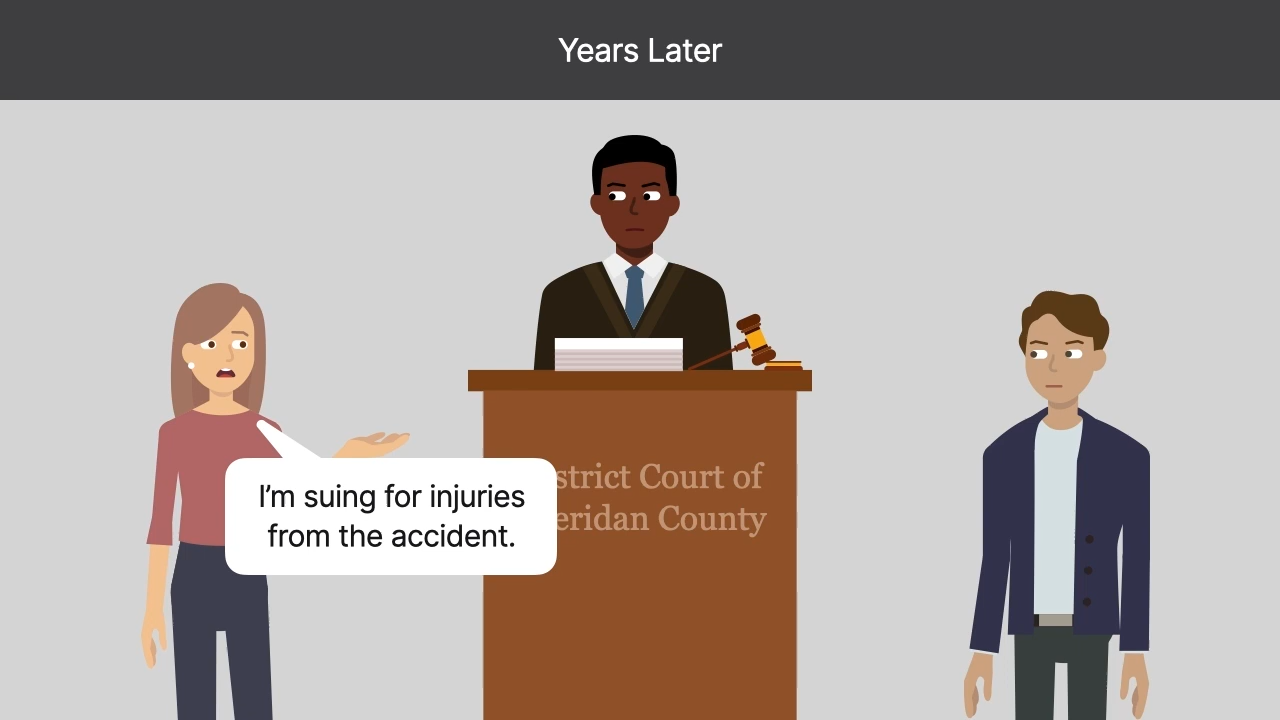 Years Later
I'm suing for injuries
from the accident.
strict Court of
eridan County